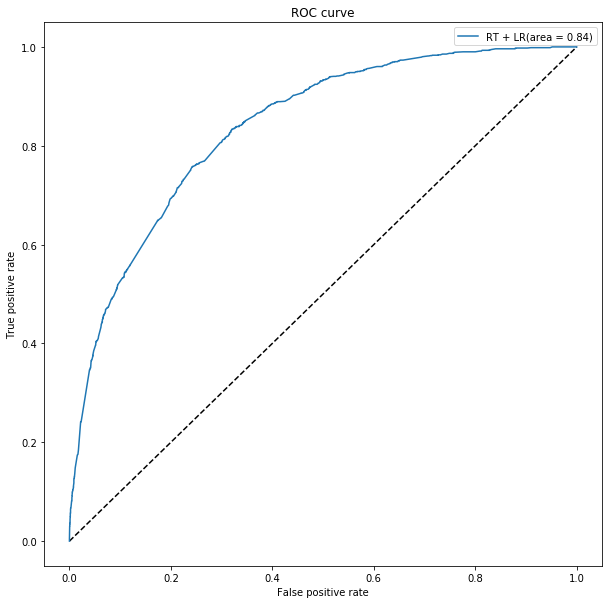 ROC curve
RT + LR(area = 0.84)
1.0
0.8
0.6
0.4
0.2
0.0
True positive rate
0.0 0.2 0.4 0.6 0.8 1.0
False positive rate